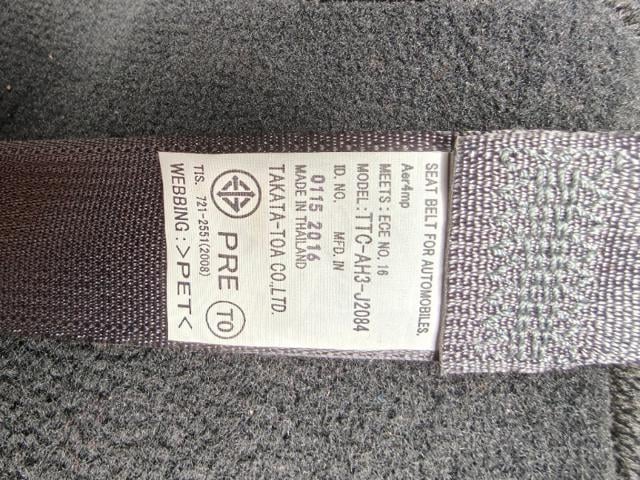 SEAT BELT FOR AUTOMOBILES.
Aer4mp
MEETS : ECE NO. 16
MODEL : TTC-AH3-J2084
ID. NO. MFD. IN
0115 2016
MADE IN THAILAND
TAKATA-TOA CO.,LTD.
PRE TO
TIS. 721-2551(2008)
WEBBING : >PET<